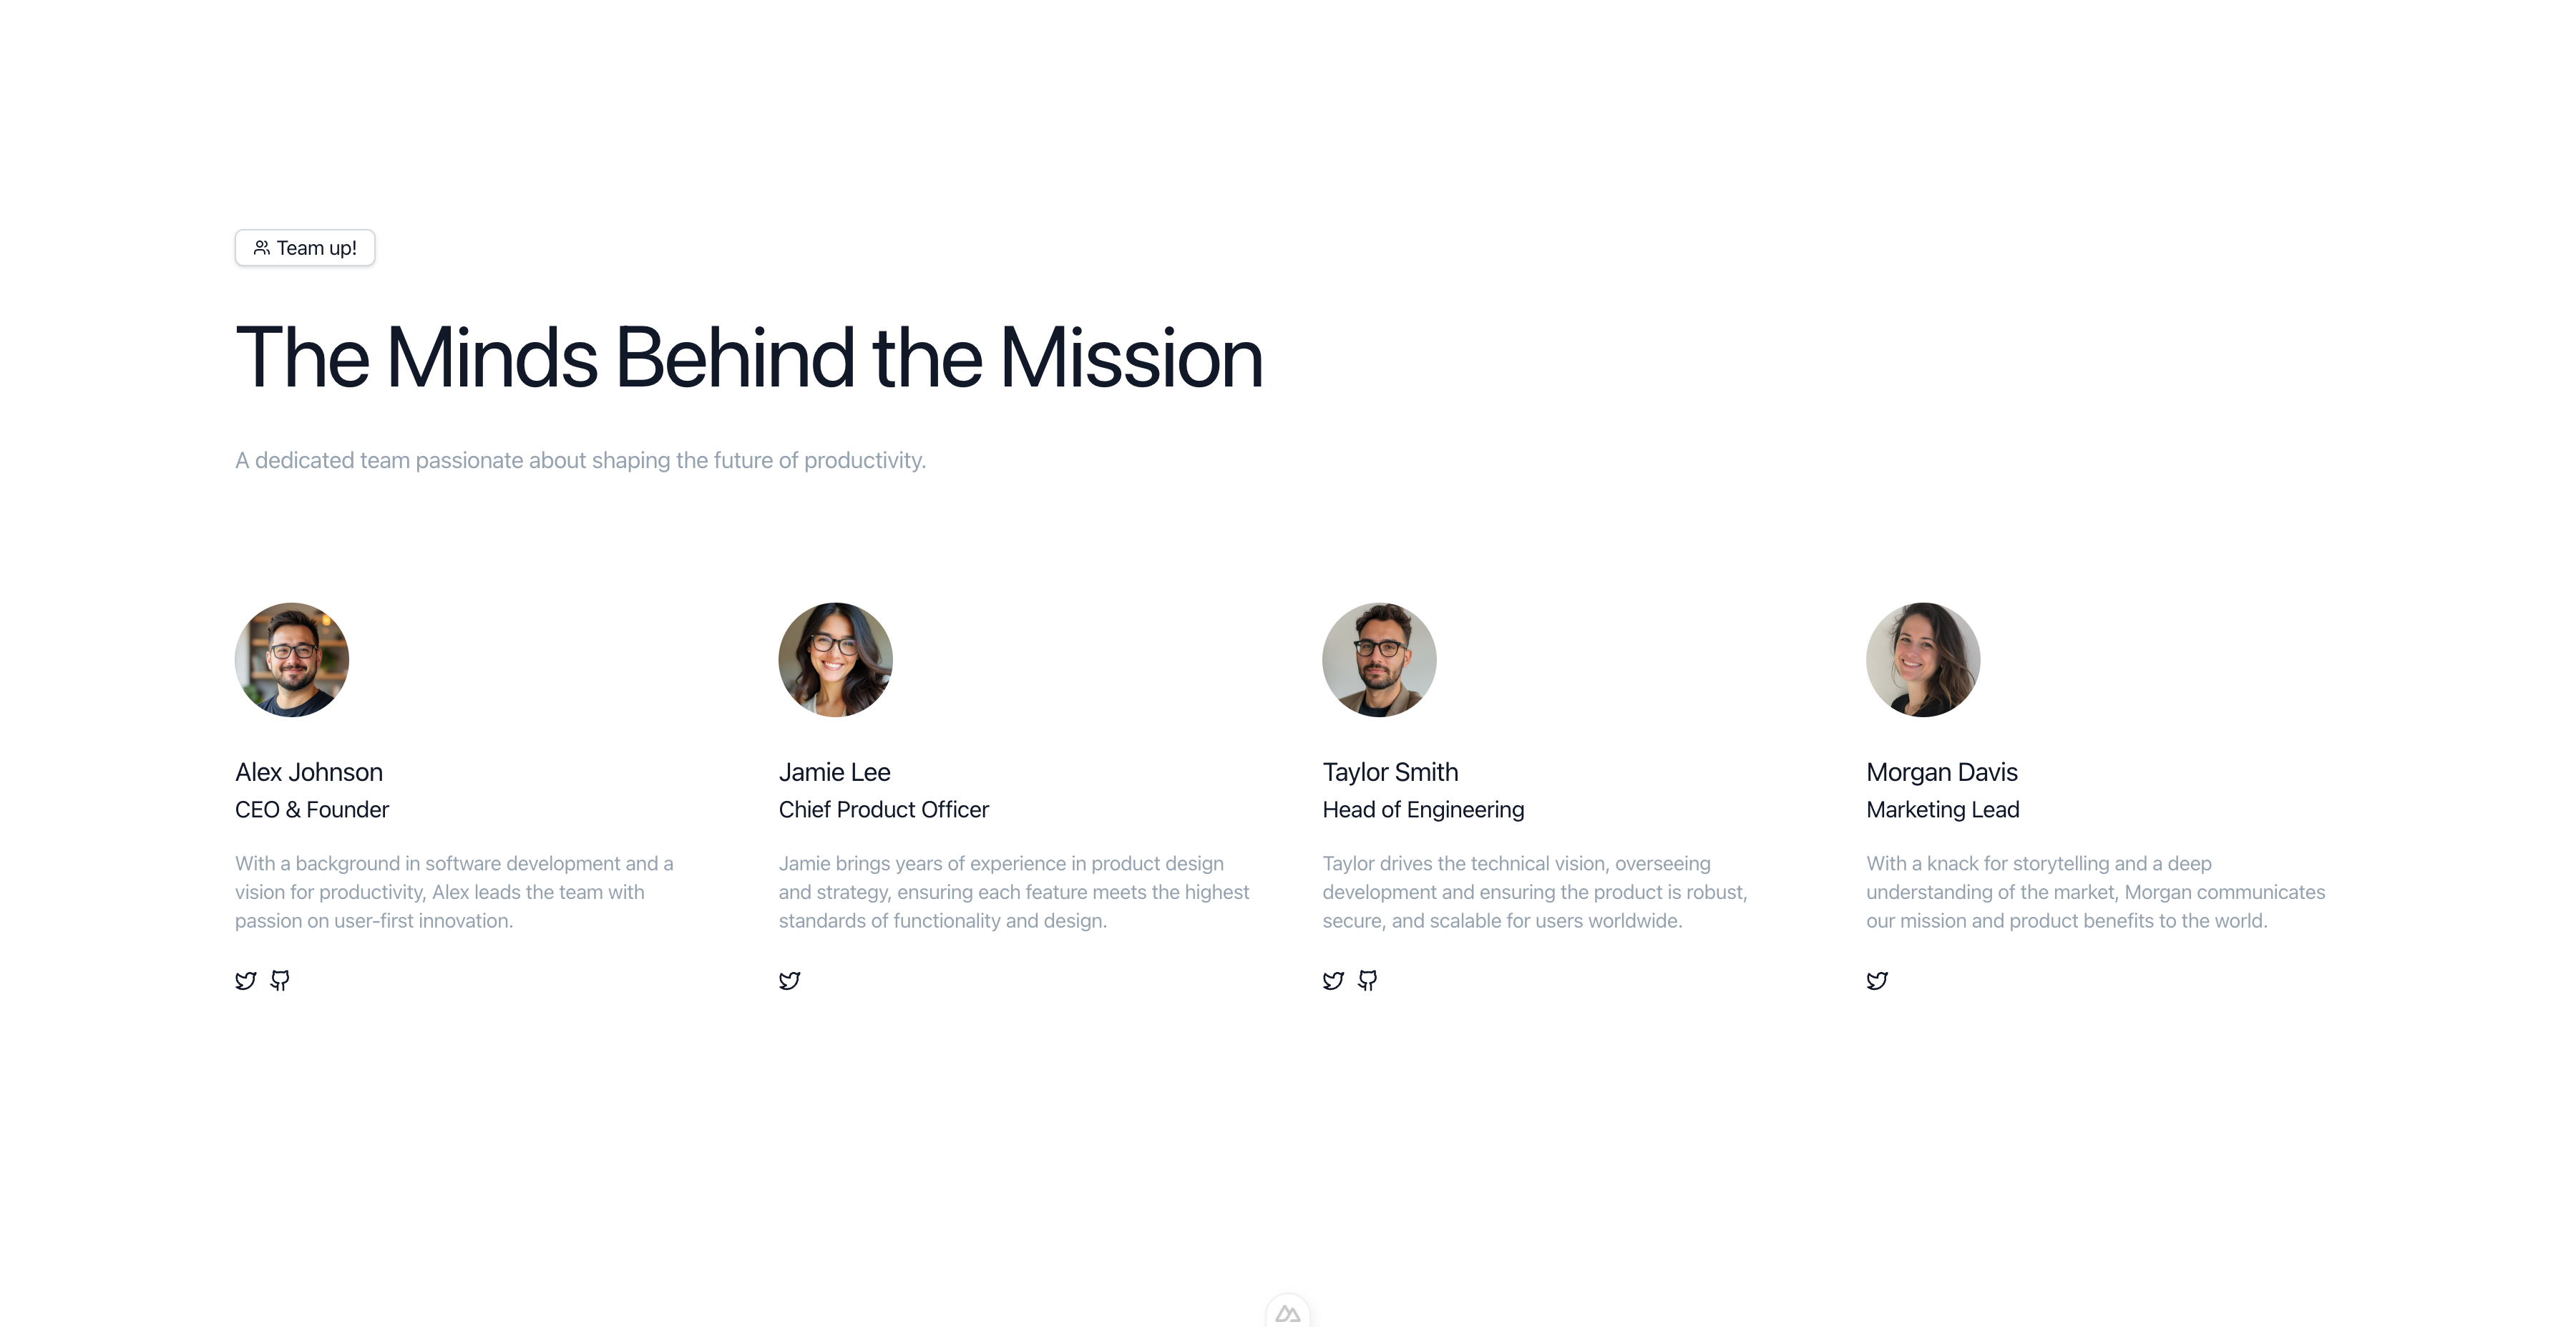 Team up!
The Minds Behind the Mission
A dedicated team passionate about shaping the future of productivity.
Alex Johnson
CEO & Founder
With a background in software development and a
vision for productivity, Alex leads the team with
passion on user-first innovation.
Jamie Lee
Chief Product Officer
Jamie brings years of experience in product design
and strategy, ensuring each feature meets the highest
standards of functionality and design.
Taylor Smith
Head of Engineering
Taylor drives the technical vision, overseeing
development and ensuring the product is robust,
secure, and scalable for users worldwide.
Morgan Davis
Marketing Lead
With a knack for storytelling and a deep
understanding of the market, Morgan communicates
our mission and product benefits to the world.